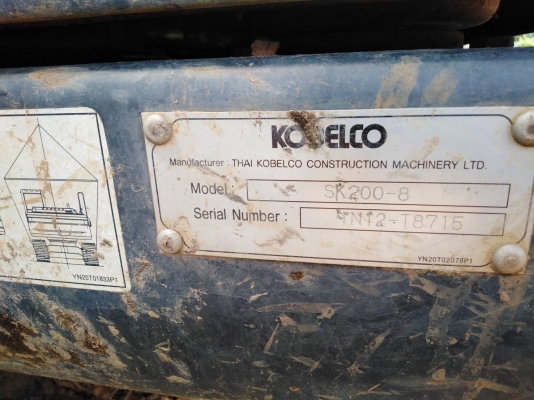 KOBELCO
Manufacturer : THAI KOBELCO CONSTRUCTION MACHINERY LTD.
Model : SK200-8
Serial Number : YN12-T8715
YN20T02078P1
YN20T01833P1